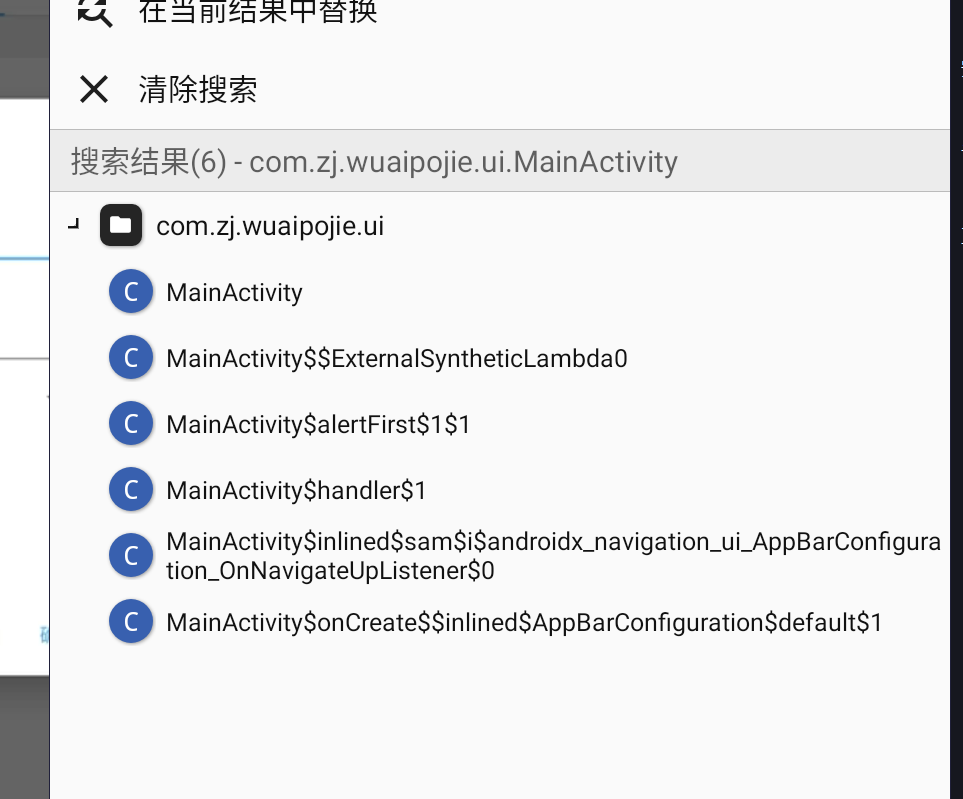 在当前结果中替换
清除搜索
搜索结果(6) - com.zj.wuaipojie.ui.MainActivity
com.zj.wuaipojie.ui
C MainActivity
C MainActivity$$ExternalSyntheticLambda0
C MainActivity$alertFirst$1$1
C MainActivity$handler$1
C MainActivity$inlined$sam$i$androidx_navigation_ui_AppBarConfigura
tion_OnNavigateUpListener$0
C MainActivity$onCreate$$inlined$AppBarConfiguration$default$1